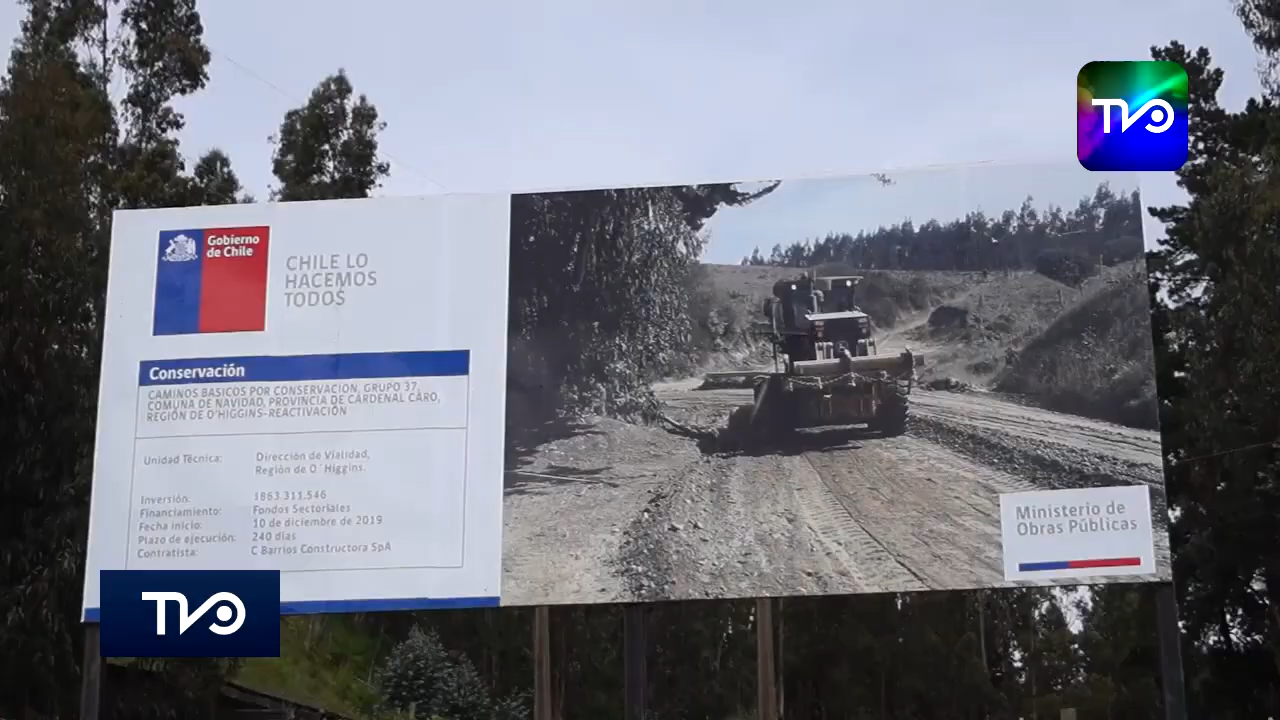 TVO
Gobierno
de Chile
CHILE LO
HACEMOS
TODOS
Conservación
CAMINOS BASICOS POR CONSERVACION, GRUPO 37,
COMUNA DE NAVIDAD, PROVINCIA DE CARDENAL CARO,
REGIÓN DE O'HIGGINS-REACTIVACIÓN
Unidad Técnica: Dirección de Vialidad,
Región de O´Higgins.
Inversión: 1863.311.546
Financiamiento: Fondos Sectoriales
Fecha inicio: 10 de diciembre de 2019
Plazo de ejecución: 240 días
Contratista: C Barrios Constructora SpA
Ministerio de
Obras Públicas
TVO